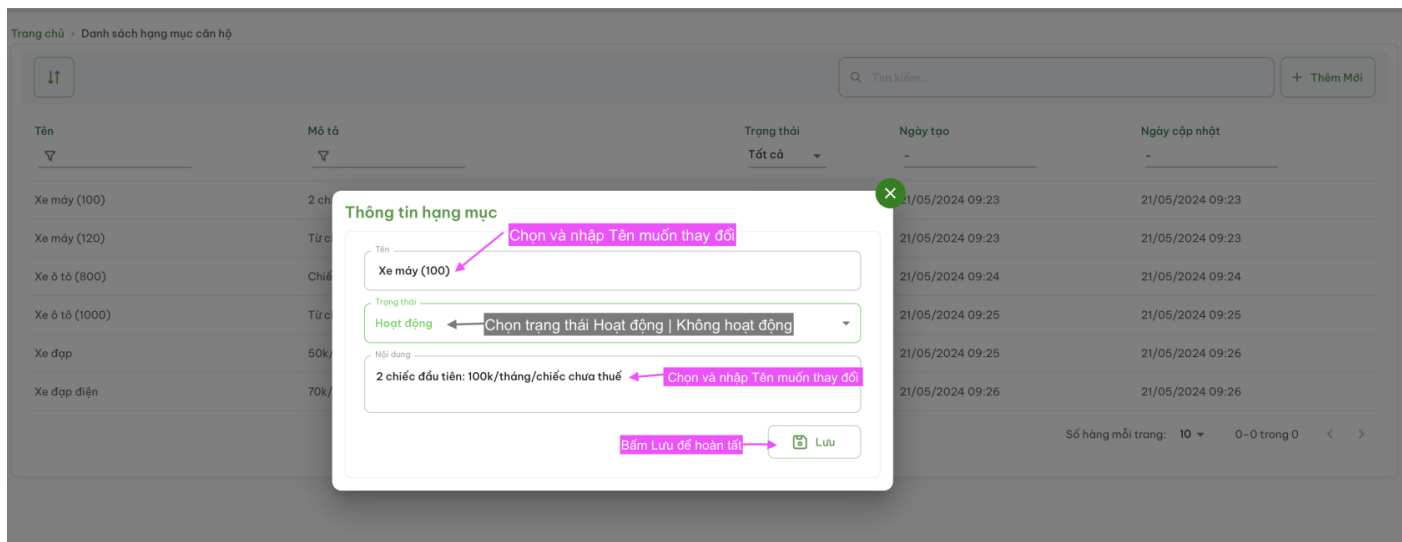 Trang chủ > Danh sách hạng mục căn hộ
Tìm kiếm...
+ Thêm Mới
Tên Mô tả Trạng thái Ngày tạo Ngày cập nhật
Tất cả - -
Xe máy (100) 2 ch 21/05/2024 09:23 21/05/2024 09:23
Xe máy (120) Từ c 21/05/2024 09:23 21/05/2024 09:23
Xe ô tô (800) Chiế 21/05/2024 09:24 21/05/2024 09:24
Xe ô tô (1000) Từ c 21/05/2024 09:25 21/05/2024 09:25
Xe đạp 50k/ 21/05/2024 09:25 21/05/2024 09:26
Xe đạp điện 70k/ 21/05/2024 09:26 21/05/2024 09:26
Số hàng mỗi trang: 10 0–0 trong 0
Thông tin hạng mục
Chọn và nhập Tên muốn thay đổi
Tên
Xe máy (100)
Trạng thái
Hoạt động
Chọn trạng thái Hoạt động | Không hoạt động
Nội dung
2 chiếc đầu tiên: 100k/tháng/chiếc chưa thuế
Chọn và nhập Tên muốn thay đổi
Bấm Lưu để hoàn tất
Lưu